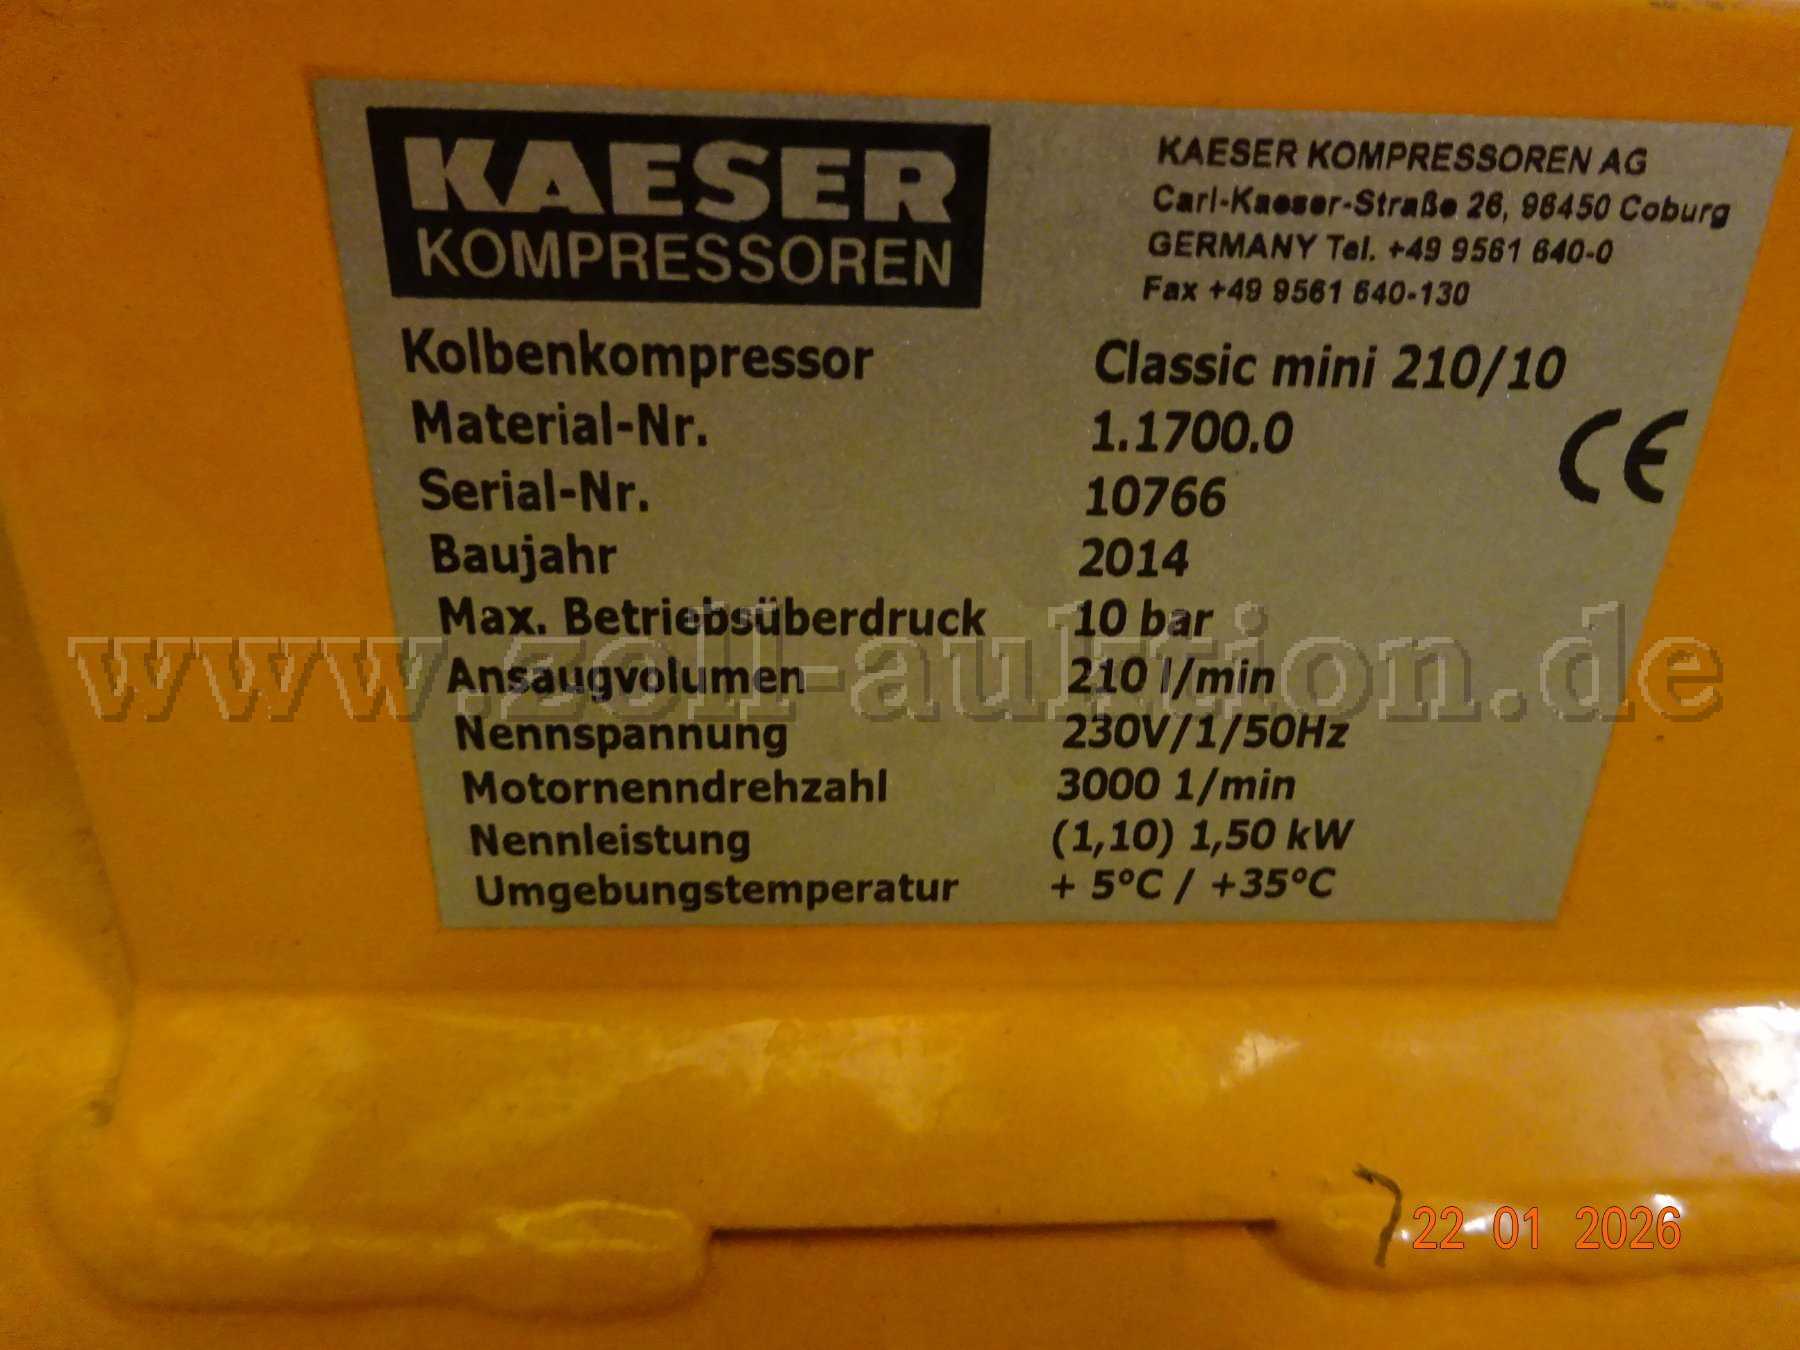 KAESER
KOMPRESSOREN
KAESER KOMPRESSOREN AG
Carl-Kaeser-Straße 26, 96450 Coburg
GERMANY Tel. +49 9561 640-0
Fax +49 9561 640-130
Kolbenkompressor Classic mini 210/10
Material-Nr. 1.1700.0
CE
Serial-Nr. 10766
Baujahr 2014
Max. Betriebsüberdruck 10 bar
www.zoll-auktion.de
Ansaugvolumen 210 l/min
Nennspannung 230V/1/50Hz
Motornenndrehzahl 3000 1/min
Nennleistung (1,10) 1,50 kW
Umgebungstemperatur + 5°C / +35°C
22 01 2026